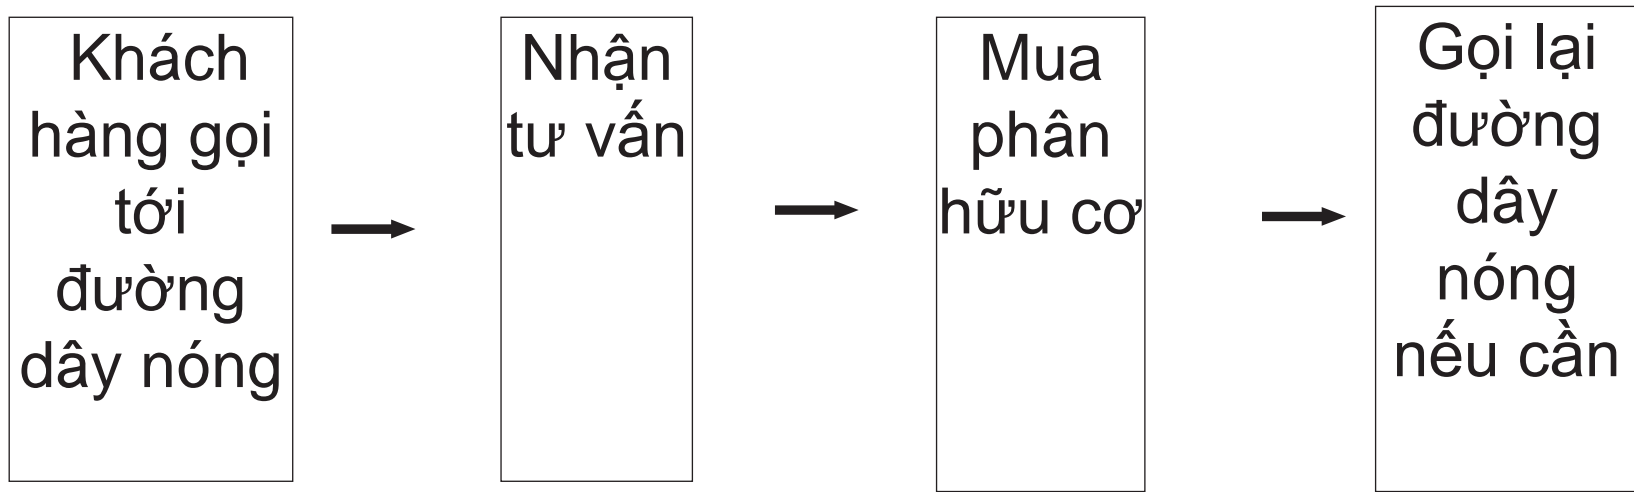 Khách
hàng gọi
tới
đường
dây nóng
Nhận
tư vấn
Mua
phân
hữu cơ
Gọi lại
đường
dây
nóng
nếu cần